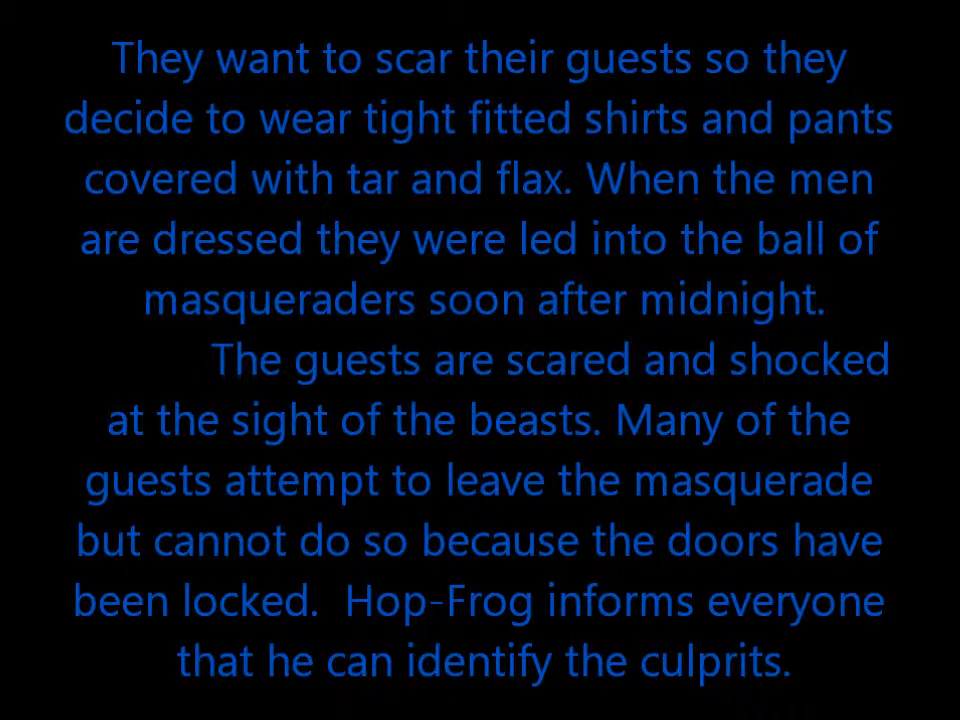 They want to scar their guests so they
decide to wear tight fitted shirts and pants
covered with tar and flax. When the men
are dressed they were led into the ball of
masqueraders soon after midnight.
The guests are scared and shocked
at the sight of the beasts. Many of the
guests attempt to leave the masquerade
but cannot do so because the doors have
been locked.  Hop-Frog informs everyone
that he can identify the culprits.